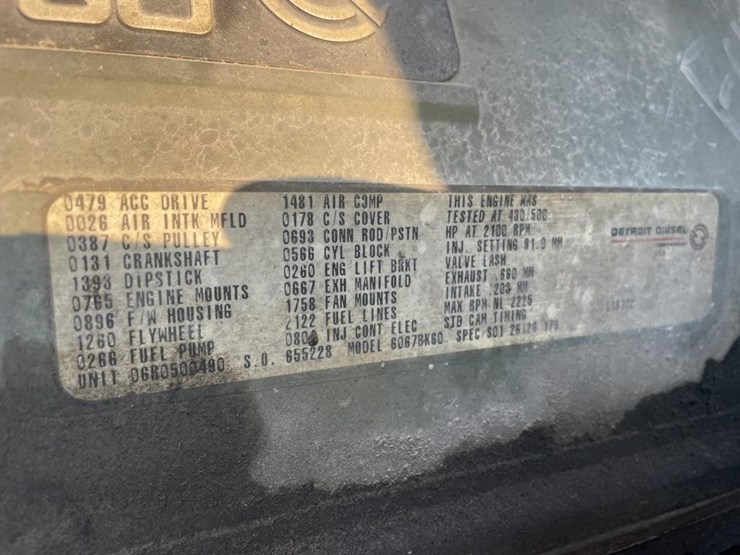 0479 ACC DRIVE
0026 AIR INTK MFLD
0387 C/S PULLEY
0131 CRANKSHAFT
1393 DIPSTICK
0765 ENGINE MOUNTS
0896 F/W HOUSING
1260 FLYWHEEL
0266 FUEL PUMP
1481 AIR COMP
0178 C/S COVER
0693 CONN ROD/PSTN
0566 CYL BLOCK
0260 ENG LIFT BRKT
0667 EXH MANIFOLD
1758 FAN MOUNTS
2122 FUEL LINES
INJ CONT ELEC
THIS ENGINE WAS
TESTED AT 430/500
HP AT 2100 RPM
INJ. SETTING 81.0 MM
VALVE LASH
EXHAUST .660 MM
INTAKE .203 MM
MAX RPM NL 2225
STD CAM TIMING
UNIT 06R0500490 S.O. 655228 MODEL 6067BK60 SPEC
DETROIT DIESEL